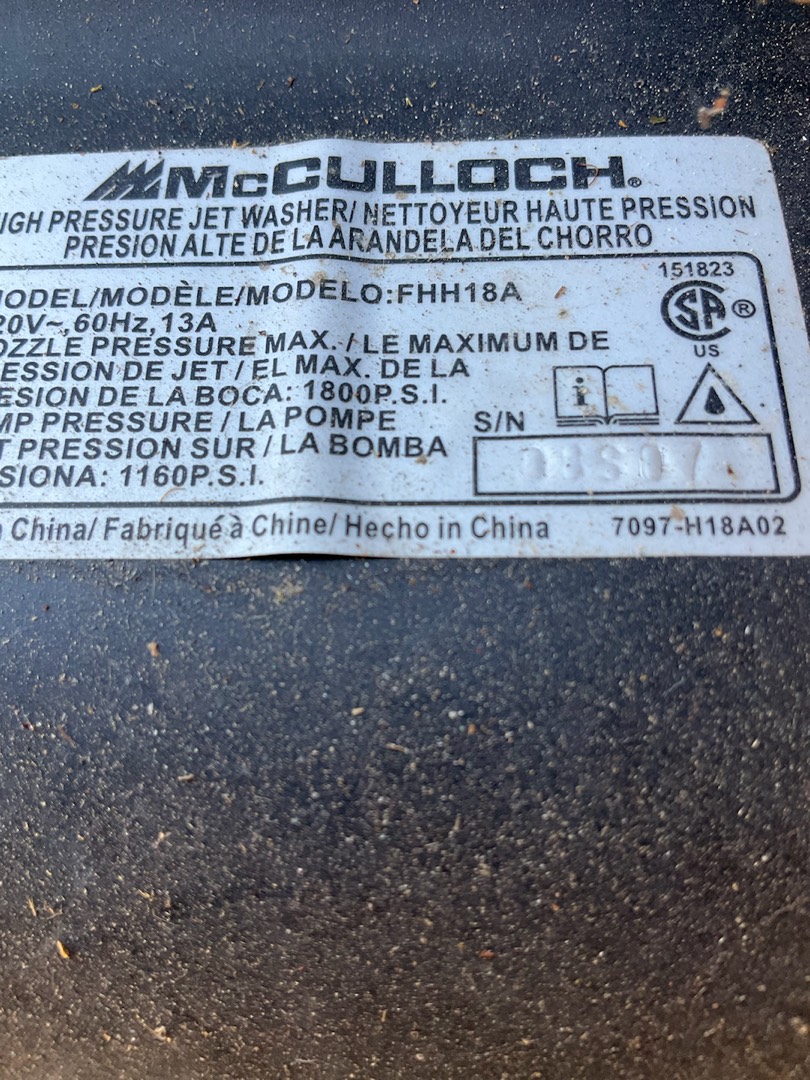 McCULLOCH®
IGH PRESSURE JET WASHER/ NETTOYEUR HAUTE PRESSION
PRESION ALTE DE LA ARANDELA DEL CHORRO
MODEL/MODÈLE/MODELO:FHH18A
20V~,60Hz,13A
OZZLE PRESSURE MAX. / LE MAXIMUM DE
ESSION DE JET / EL MAX. DE LA
ESION DE LA BOCA: 1800P.S.I.
MP PRESSURE / LA POMPE
T PRESSION SUR / LA BOMBA
SIONA: 1160P.S.I.
151823
SA®
US
S/N
08S07
China/ Fabriqué à Chine/ Hecho in China
7097-H18A02